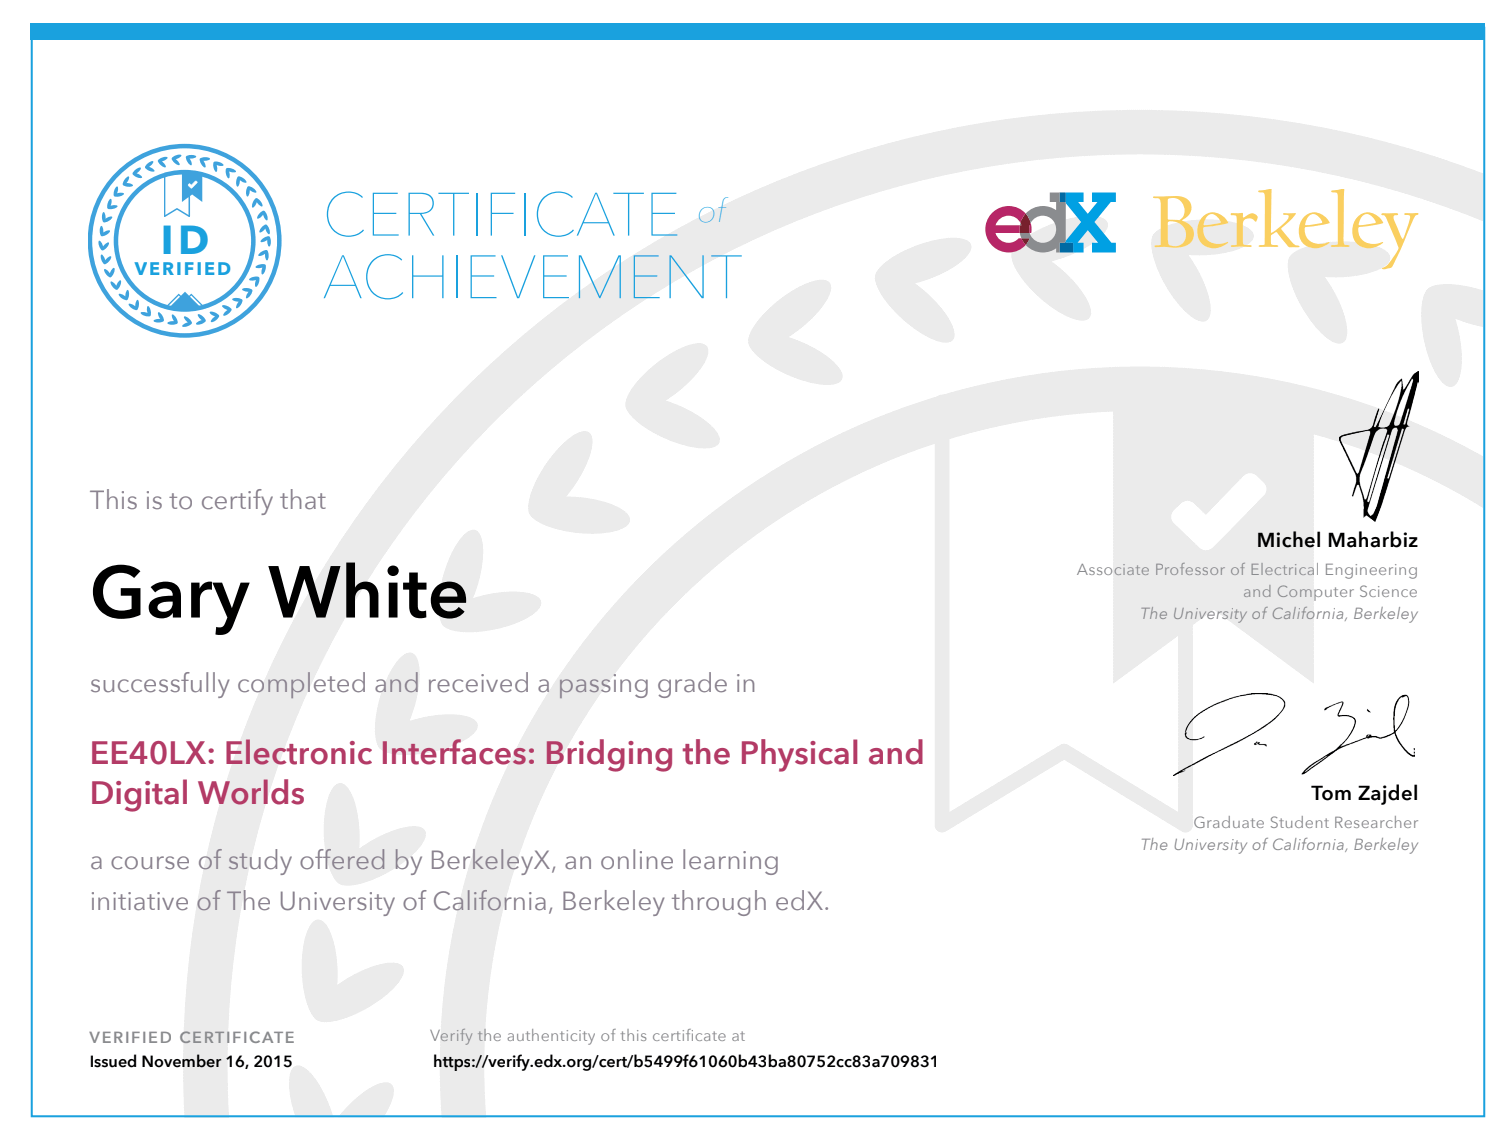 ID
VERIFIED
CERTIFICATE of
ACHIEVEMENT
edX Berkeley
This is to certify that
Gary White
successfully completed and received a passing grade in
EE40LX: Electronic Interfaces: Bridging the Physical and
Digital Worlds
a course of study offered by BerkeleyX, an online learning
initiative of The University of California, Berkeley through edX.
Michel Maharbiz
Associate Professor of Electrical Engineering
and Computer Science
The University of California, Berkeley
Tom Zajdel
Graduate Student Researcher
The University of California, Berkeley
VERIFIED CERTIFICATE
Issued November 16, 2015
Verify the authenticity of this certificate at
https://verify.edx.org/cert/b5499f61060b43ba80752cc83a709831